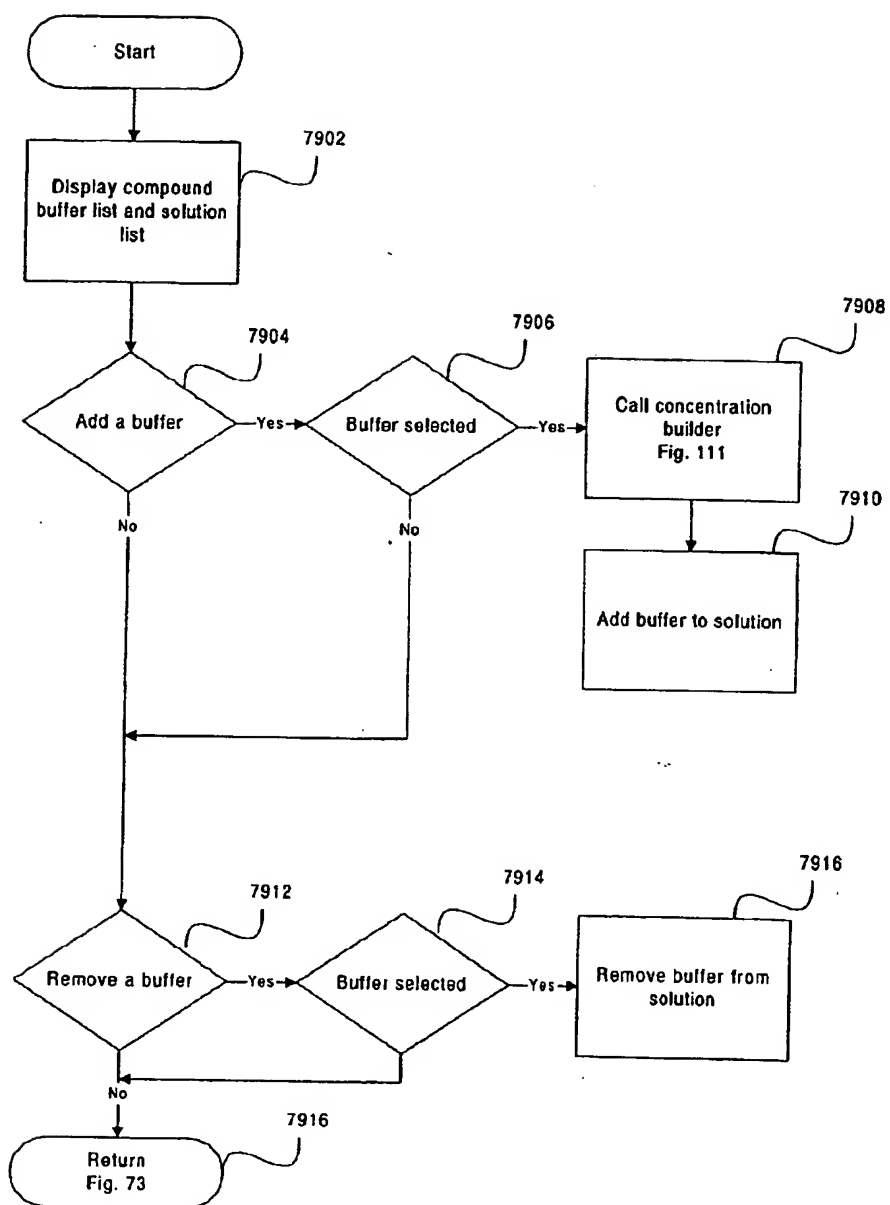 Start
7902
Display compound
buffer list and solution
list
7904
Add a buffer
Yes
7906
Buffer selected
Yes
7908
Call concentration
builder
Fig. 111
No
No
7910
Add buffer to solution
7912
Remove a buffer
Yes
7914
Buffer selected
Yes
7916
Remove buffer from
solution
No
7916
Return
Fig. 73